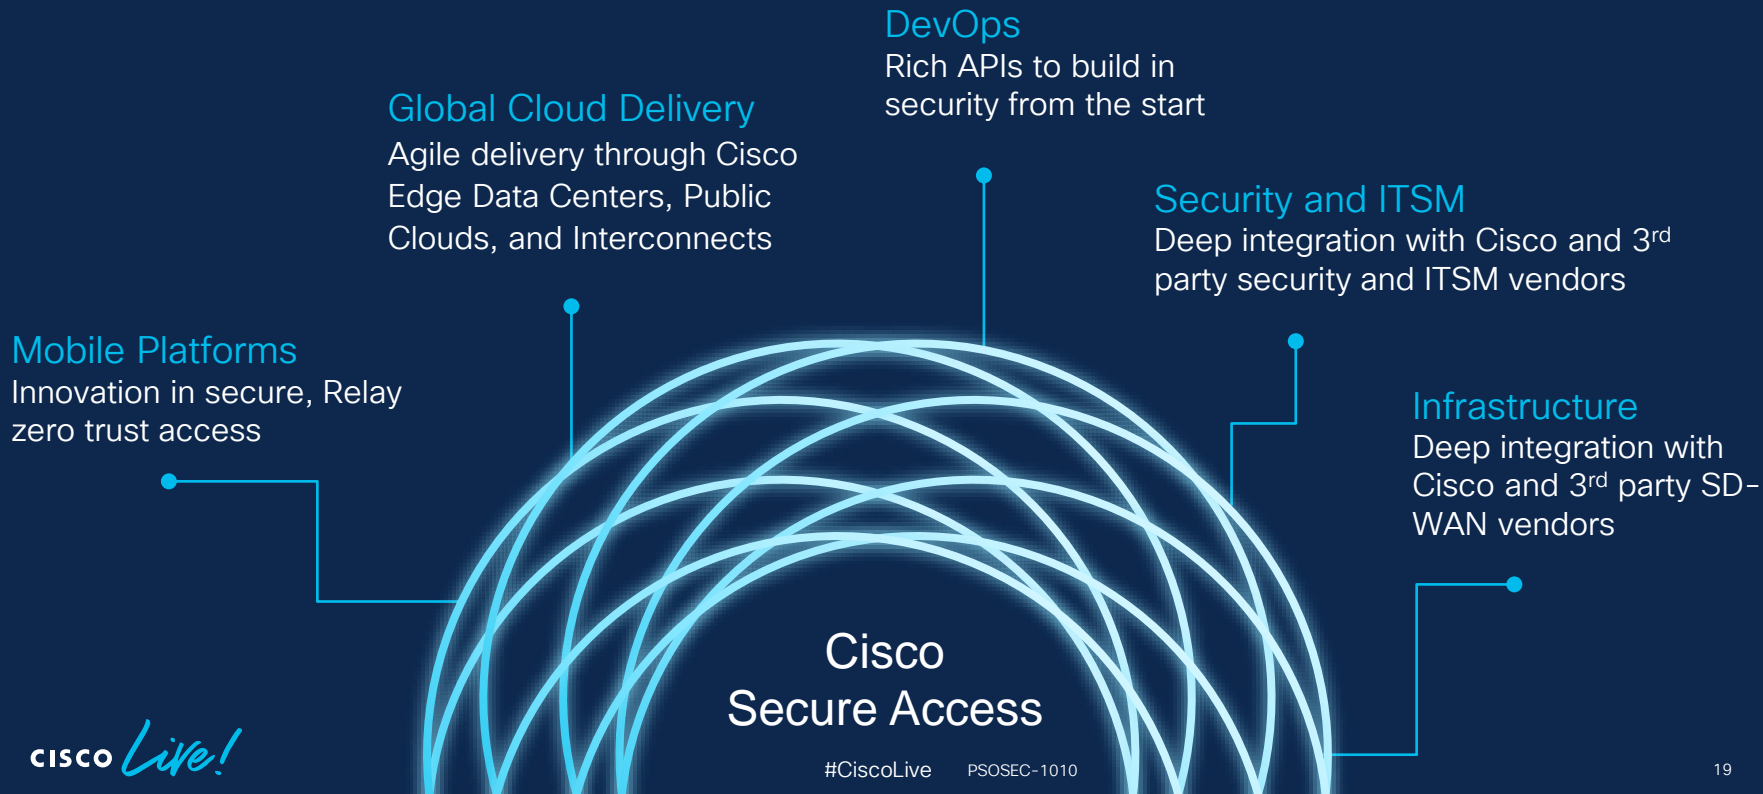 DevOps
Rich APIs to build in
security from the start
Global Cloud Delivery
Agile delivery through Cisco
Edge Data Centers, Public
Clouds, and Interconnects
Security and ITSM
Deep integration with Cisco and 3rd
party security and ITSM vendors
Mobile Platforms
Innovation in secure, Relay
zero trust access
Infrastructure
Deep integration with
Cisco and 3rd party SD-
WAN vendors
Cisco
Secure Access
CISCO Live!
#CiscoLive PSOSEC-1010
19